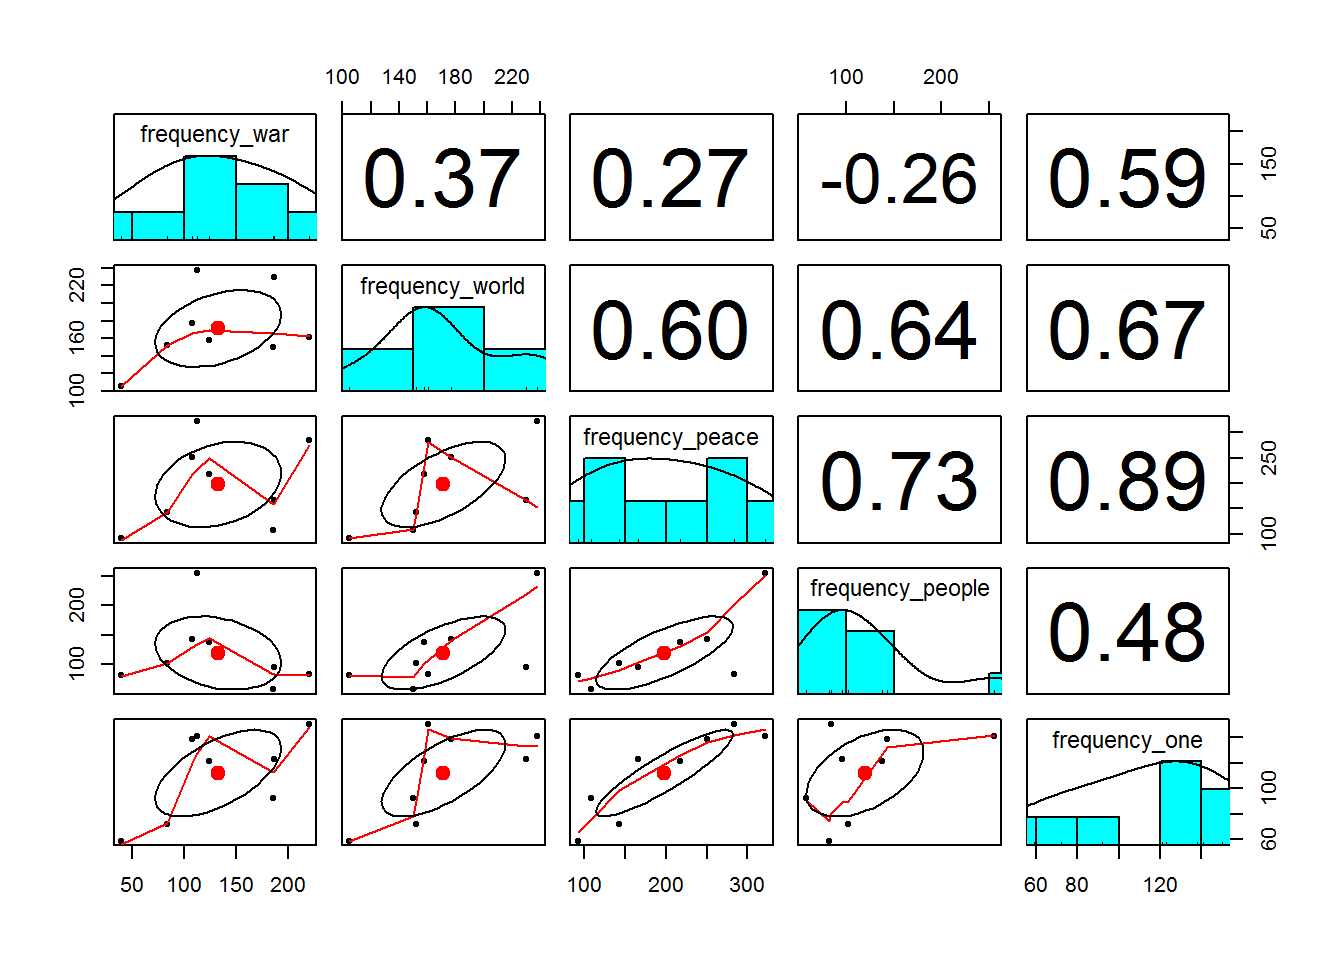 100 140 180 220 100 200
frequency_war 0.37 0.27 -0.26 0.59 50 150
100 160 220 frequency_world 0.60 0.64 0.67
frequency_peace 0.73 0.89 100 250
100 200 frequency_people 0.48
frequency_one 60 100
50 100 150 200 100 200 300 60 80 120